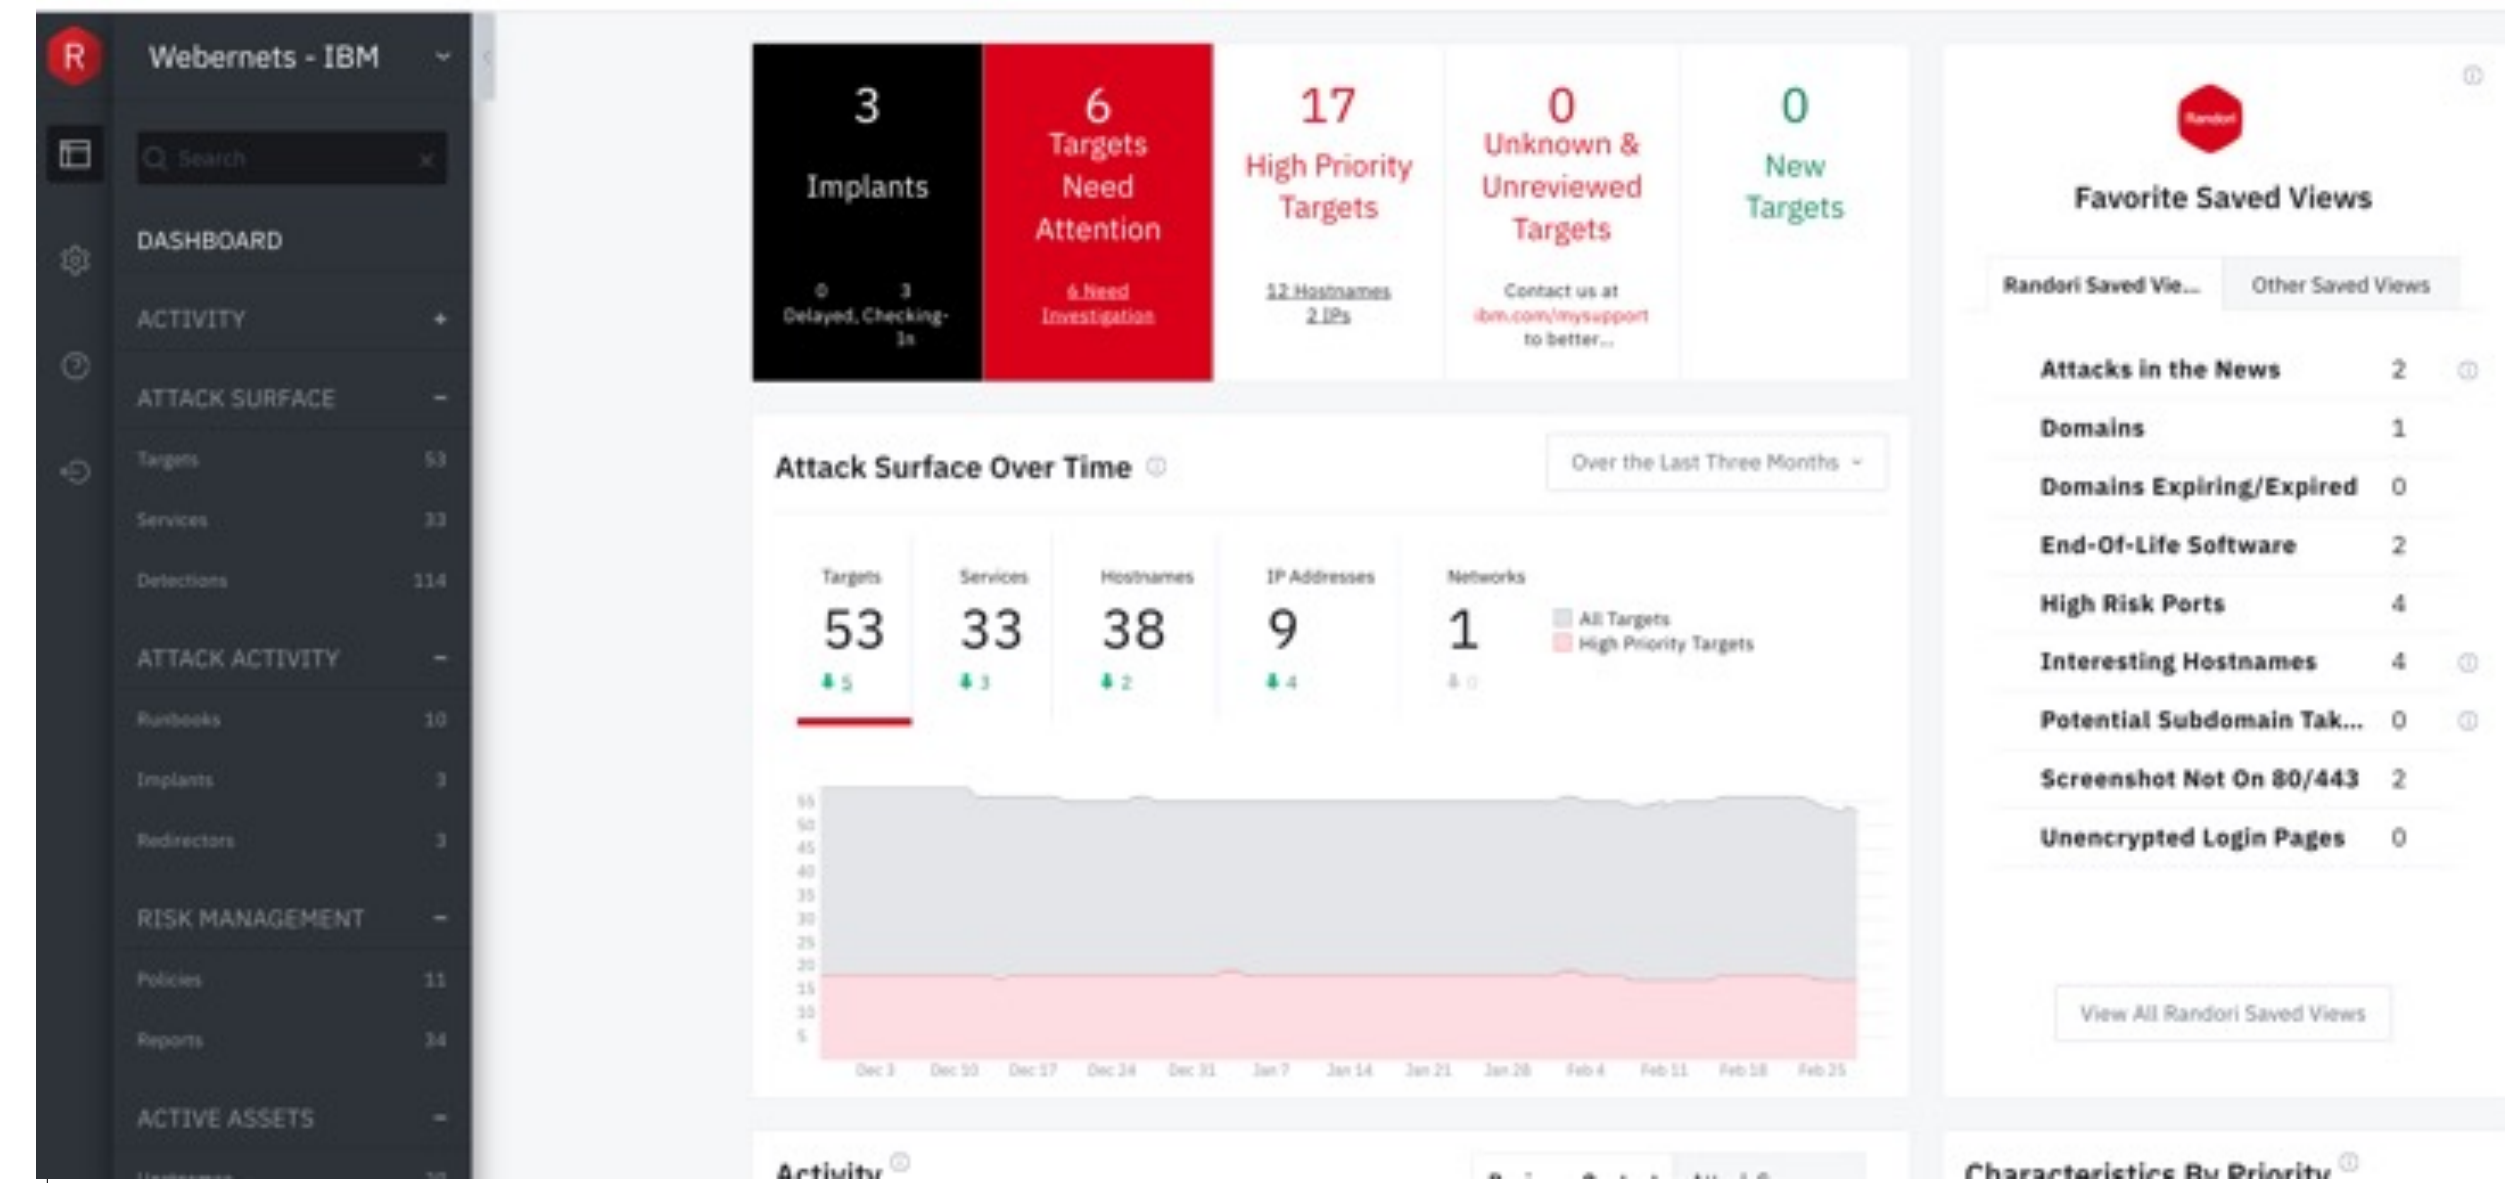 R
Webernets - IBM
Search
DASHBOARD
ACTIVITY
ATTACK SURFACE
Targets 53
Services 33
Detections 114
ATTACK ACTIVITY
Runbooks 10
Implants 3
Redirectors 3
RISK MANAGEMENT
Policies 11
Reports 34
ACTIVE ASSETS
3
Implants
0 3
Delayed, Checking-
In
6
Targets
Need
Attention
6 Need
Investigation
17
High Priority
Targets
12 Hostnames
2 IPs
0
Unknown &
Unreviewed
Targets
Contact us at
ibm.com/mysupport
to better...
0
New
Targets
Attack Surface Over Time
Over the Last Three Months
Targets Services Hostnames IP Addresses Networks
53 33 38 9 1
5 3 2 4 0
All Targets
High Priority Targets
55
50
45
40
35
30
25
20
15
10
5
Dec 3 Dec 10 Dec 17 Dec 24 Dec 31 Jan 7 Jan 14 Jan 21 Jan 28 Feb 4 Feb 11 Feb 18 Feb 25
Activity
Randori
Favorite Saved Views
Randori Saved Vie... Other Saved Views
Attacks in the News 2
Domains 1
Domains Expiring/Expired 0
End-Of-Life Software 2
High Risk Ports 4
Interesting Hostnames 4
Potential Subdomain Tak... 0
Screenshot Not On 80/443 2
Unencrypted Login Pages 0
View All Randori Saved Views
Characteristics By Priority